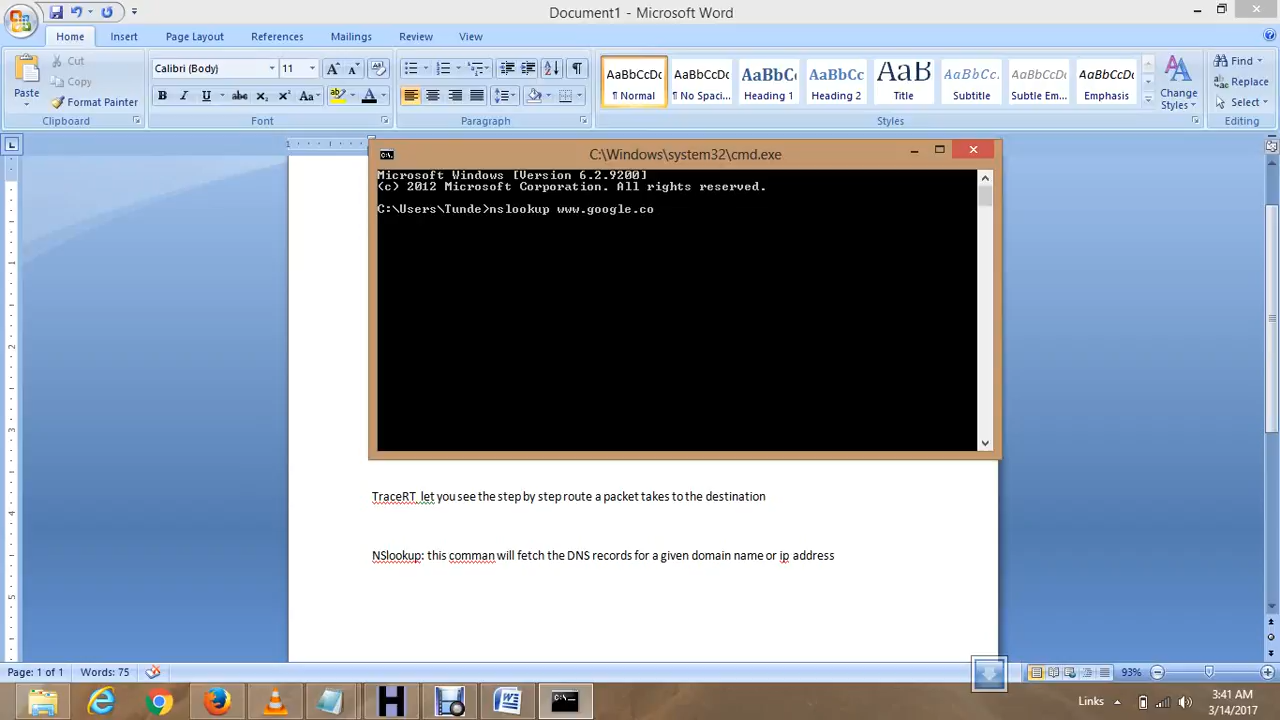 Document1 - Microsoft Word
Home Insert Page Layout References Mailings Review View
Paste
Cut
Copy
Format Painter
Clipboard
Calibri (Body) 11
B I U abc X₂ X² Aa
Font
Paragraph
AaBbCcDc AaBbCcDc AaBbC AaBbCc AaB AaBbCc. AaBbCcDc AaBbCcDc
¶ Normal ¶ No Spaci... Heading 1 Heading 2 Title Subtitle Subtle Em... Emphasis
Change Styles
Styles
Find
Replace
Select
Editing
C:\Windows\system32\cmd.exe
Microsoft Windows [Version 6.2.9200]
(c) 2012 Microsoft Corporation. All rights reserved.
C:\Users\Tunde>nslookup www.google.co
TraceRT let you see the step by step route a packet takes to the destination
NSlookup: this comman will fetch the DNS records for a given domain name or ip address
Page: 1 of 1 Words: 75 93%
Links 3:41 AM
3/14/2017